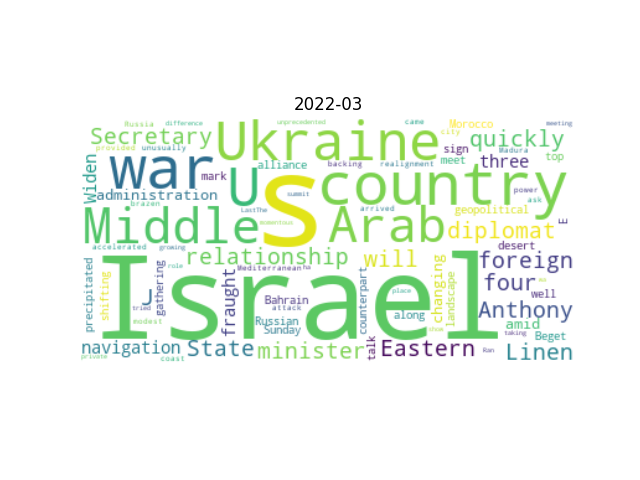 2022-03
Russia difference unprecedented came city Morocco meeting
Secretary Ukraine quickly
provided unusually backing realignment sign Madura top
Widen war mark alliance meet three
administration U S country power ask
brazen LastThe summit arrived geopolitical E
Middle Arab diplomat
accelerated growing desert
relationship will foreign
precipitated shifting role Mediterranean ha changing landscape
gathering fraught counterpart four well
J Israel Bahrain attack place Anthony
tried Russian along
modest Sunday show taking amid Beget
navigation State minister talk Eastern Ran Linen
private coast